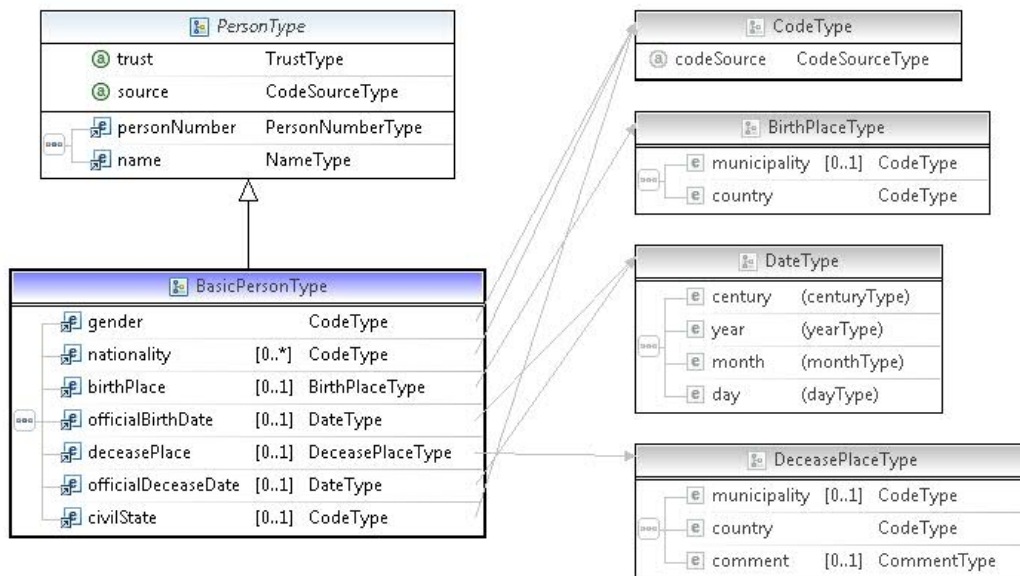 PersonType
a trust TrustType
a source CodeSourceType
e personNumber PersonNumberType
e name NameType
BasicPersonType
e gender CodeType
e nationality [0..*] CodeType
e birthPlace [0..1] BirthPlaceType
e officialBirthDate [0..1] DateType
e deceasePlace [0..1] DeceasePlaceType
e officialDeceaseDate [0..1] DateType
e civilState [0..1] CodeType
CodeType
a codeSource CodeSourceType
BirthPlaceType
e municipality [0..1] CodeType
e country CodeType
DateType
e century (centuryType)
e year (yearType)
e month (monthType)
e day (dayType)
DeceasePlaceType
e municipality [0..1] CodeType
e country CodeType
e comment [0..1] CommentType